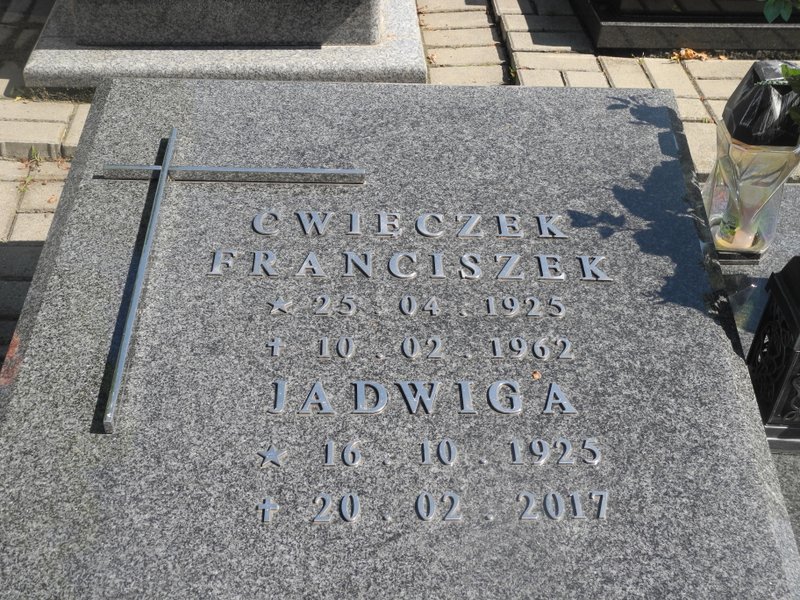 ĆWIECZEK
FRANCISZEK
★ 25 . 04 . 1925
✝ 10 . 02 . 1962
JADWIGA
★ 16 . 10 . 1925
✝ 20 . 02 . 2017